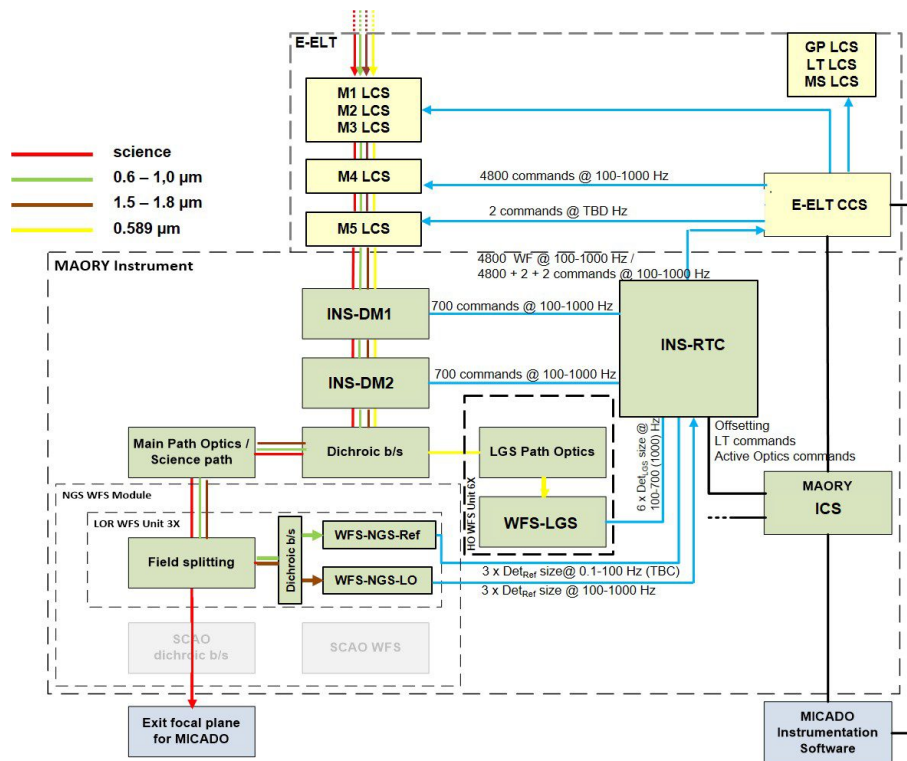 E-ELT
GP LCS
LT LCS
MS LCS
M1 LCS
M2 LCS
M3 LCS
science
0.6 – 1,0 µm
1.5 – 1.8 µm
0.589 µm
M4 LCS
4800 commands @ 100-1000 Hz
E-ELT CCS
M5 LCS
2 commands @ TBD Hz
MAORY Instrument
4800 WF @ 100-1000 Hz /
4800 + 2 + 2 commands @ 100-1000 Hz
INS-DM1
700 commands @ 100-1000 Hz
INS-RTC
INS-DM2
700 commands @ 100-1000 Hz
Main Path Optics /
Science path
Dichroic b/s
LGS Path Optics
HO WFS Unit 6X
6 x DetLGS size @
100-700 (1000) Hz
Offsetting
LT commands
Active Optics commands
NGS WFS Module
LOR WFS Unit 3X
WFS-LGS
MAORY
ICS
Field splitting
Dichroic b/s
WFS-NGS-Ref
WFS-NGS-LO
3 x DetRef size@ 0.1-100 Hz (TBC)
3 x DetRef size @ 100-1000 Hz
SCAO
dichroic b/s
SCAO WFS
Exit focal plane
for MICADO
MICADO
Instrumentation
Software